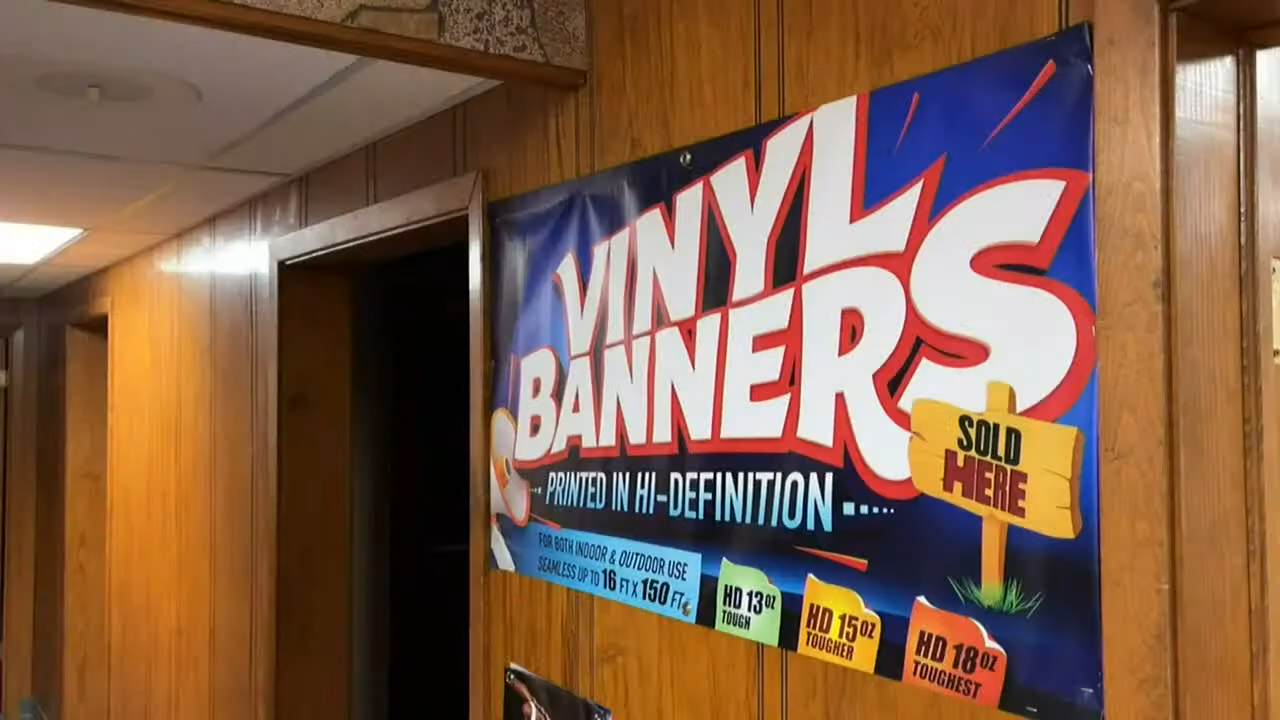 VINYL
BANNERS
PRINTED IN HI-DEFINITION
SOLD
HERE
FOR BOTH INDOOR & OUTDOOR USE
SEAMLESS UP TO 16 FT X 150 FT.
HD 13OZ
TOUGH
HD 15OZ
TOUGHER
HD 18OZ
TOUGHEST